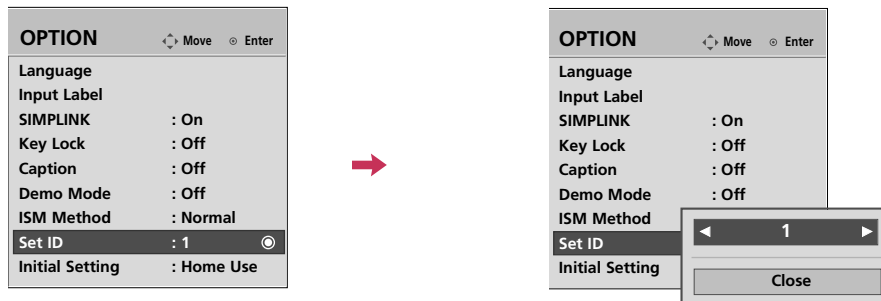 OPTION Move Enter
Language
Input Label
SIMPLINK : On
Key Lock : Off
Caption : Off
Demo Mode : Off
ISM Method : Normal
Set ID : 1
Initial Setting : Home Use
OPTION Move Enter
Language
Input Label
SIMPLINK : On
Key Lock : Off
Caption : Off
Demo Mode : Off
ISM Method
Set ID
Initial Setting
◄ 1 ►
Close